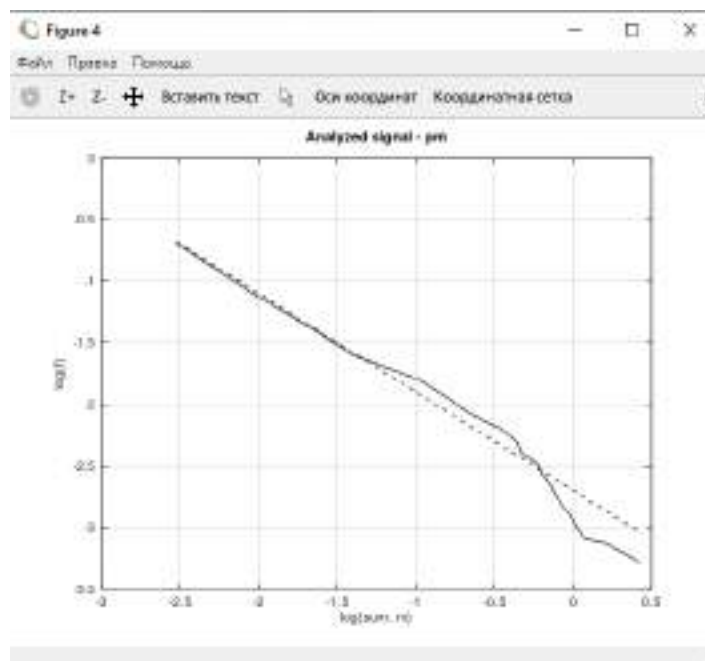 Figure 4
Файл Правка Помощь
Z+ Z- Вставить текст Оси координат Координатная сетка
Analyzed signal - pm
0
-0.5
-1
-1.5
-2
-2.5
-3
-3.5
log(f)
-3 -2.5 -2 -1.5 -1 -0.5 0 0.5
log(sum, m)